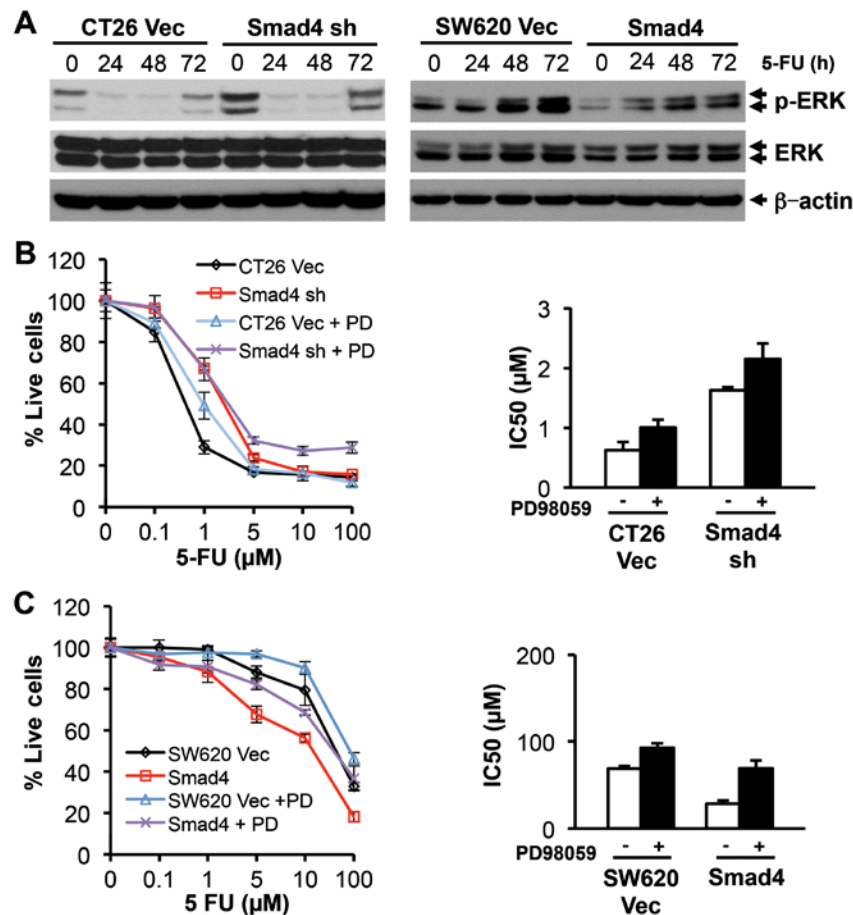 A
CT26 Vec Smad4 sh SW620 Vec Smad4
0 24 48 72 0 24 48 72 0 24 48 72 0 24 48 72 5-FU (h)
p-ERK
ERK
β-actin
B
120
100
80
60
40
20
0
% Live cells
CT26 Vec
Smad4 sh
CT26 Vec + PD
Smad4 sh + PD
0 0.1 1 5 10 100
5-FU (µM)
3
2
1
0
IC50 (µM)
PD98059 - + - +
CT26 Vec Smad4 sh
C
120
100
80
60
40
20
0
% Live cells
SW620 Vec
Smad4
SW620 Vec +PD
Smad4 + PD
0 0.1 1 5 10 100
5 FU (µM)
200
100
0
IC50 (µM)
PD98059 - + - +
SW620 Vec Smad4